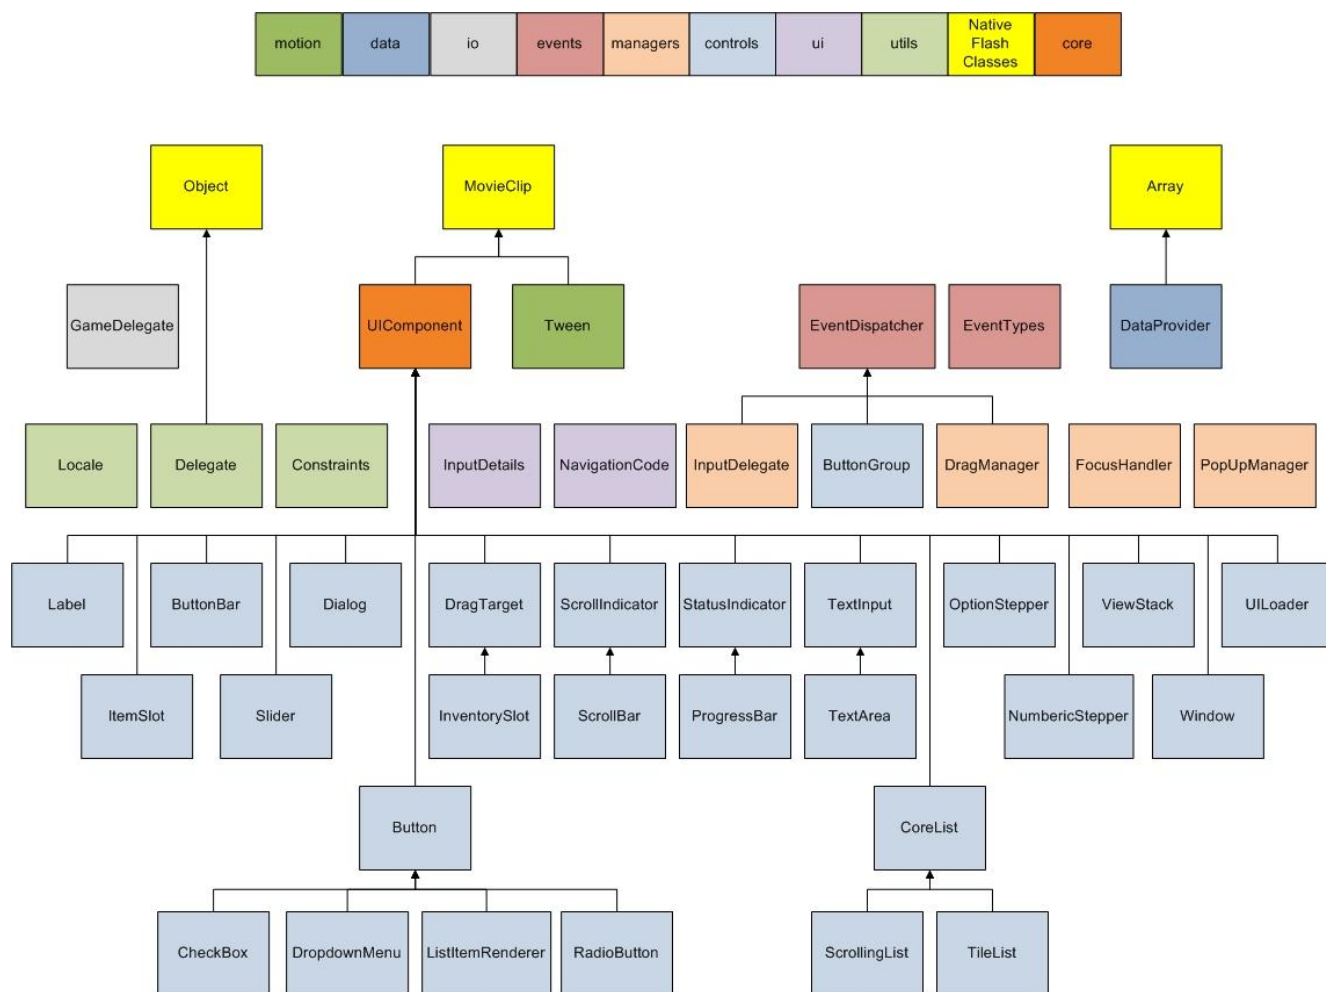 motion
data
io
events
managers
controls
ui
utils
Native
Flash
Classes
core
Object
MovieClip
Array
GameDelegate
UIComponent
Tween
EventDispatcher
EventTypes
DataProvider
Locale
Delegate
Constraints
InputDetails
NavigationCode
InputDelegate
ButtonGroup
DragManager
FocusHandler
PopUpManager
Label
ButtonBar
Dialog
DragTarget
ScrollIndicator
StatusIndicator
TextInput
OptionStepper
ViewStack
UILoader
ItemSlot
Slider
InventorySlot
ScrollBar
ProgressBar
TextArea
NumbericStepper
Window
Button
CoreList
CheckBox
DropdownMenu
ListItemRenderer
RadioButton
ScrollingList
TileList